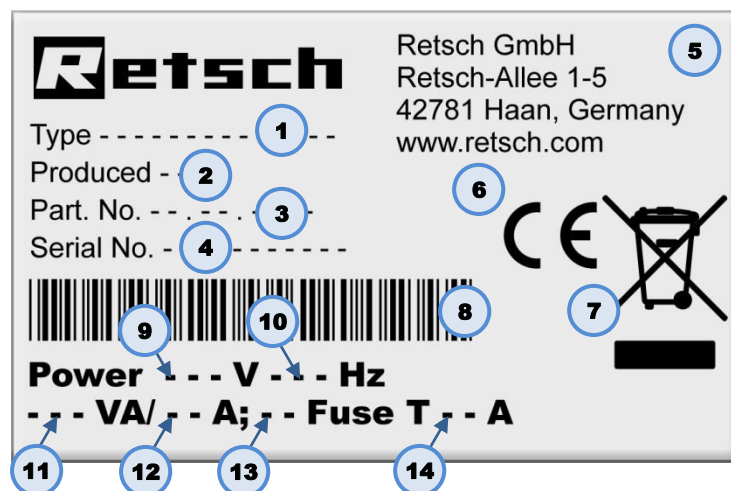 Retsch
Retsch GmbH
Retsch-Allee 1-5
42781 Haan, Germany
www.retsch.com
5
Type - - - - - - - - - - 1 - -
Produced - - 2
Part. No. - - . - - . - 3 -
Serial No. - 4 - - - - - - -
6
CE
7
8
9
10
Power - - - V - - - Hz
- - - VA/ - - A; - - Fuse T - - A
11
12
13
14